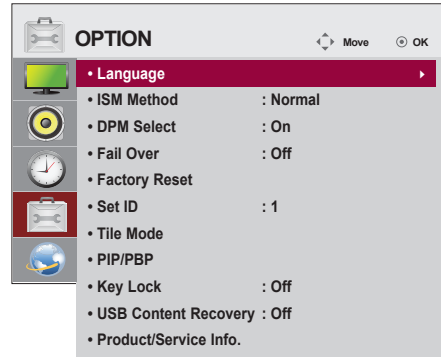 OPTION Move OK
• Language
• ISM Method : Normal
• DPM Select : On
• Fail Over : Off
• Factory Reset
• Set ID : 1
• Tile Mode
• PIP/PBP
• Key Lock : Off
• USB Content Recovery : Off
• Product/Service Info.